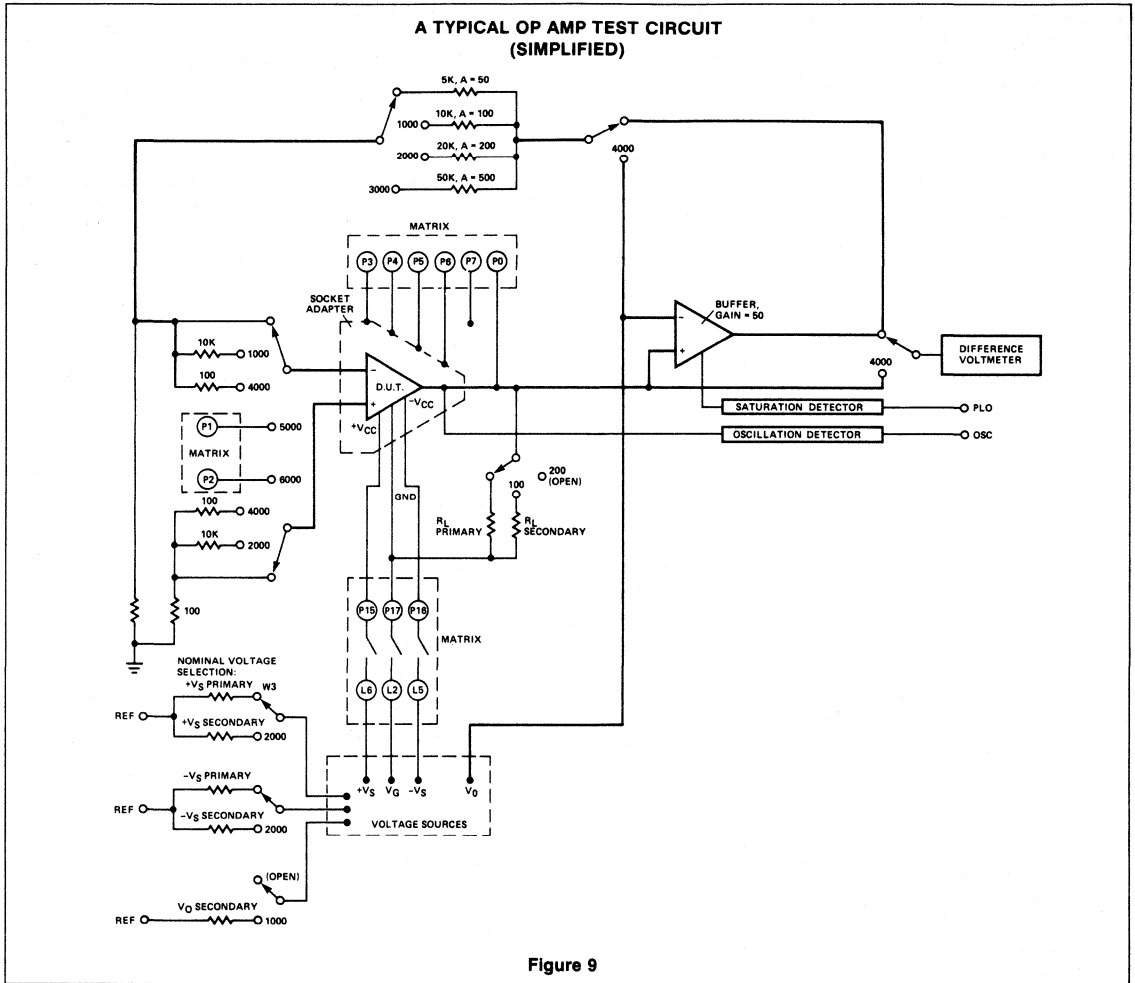 A TYPICAL OP AMP TEST CIRCUIT
(SIMPLIFIED)
5K, A = 50
1000
10K, A = 100
2000
20K, A = 200
3000
50K, A = 500
4000
MATRIX
P3 P4 P5 P6 P7 P0
SOCKET
ADAPTER
BUFFER,
GAIN = 50
10K
1000
100
4000
−
+
D.U.T.
−VCC
+VCC
−
+
4000
DIFFERENCE
VOLTMETER
SATURATION DETECTOR
PLO
OSCILLATION DETECTOR
OSC
P1
5000
MATRIX
P2
6000
100
4000
10K
2000
100
GND
200
(OPEN)
100
RL
PRIMARY
RL
SECONDARY
P15 P17 P18
MATRIX
L6 L2 L5
NOMINAL VOLTAGE
SELECTION:
+VS PRIMARY
W3
REF
+VS SECONDARY
2000
−VS PRIMARY
REF
−VS SECONDARY
2000
+VS VG −VS V0
VOLTAGE SOURCES
(OPEN)
VO SECONDARY
REF
1000
Figure 9